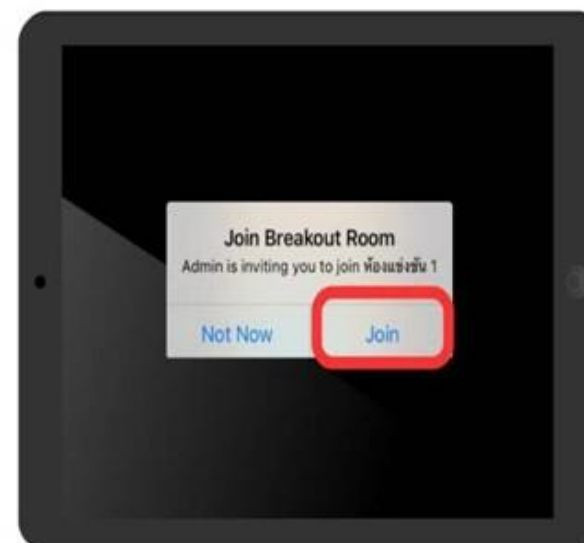 Join Breakout Room
Admin is inviting you to join ห้องแข่งขัน 1
Not Now
Join